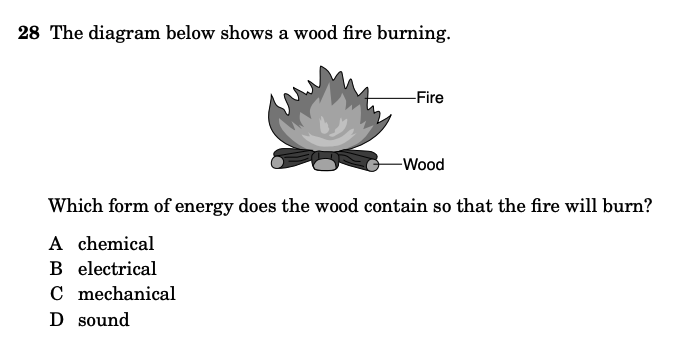 28 The diagram below shows a wood fire burning.
Fire
Wood
Which form of energy does the wood contain so that the fire will burn?
A chemical
B electrical
C mechanical
D sound